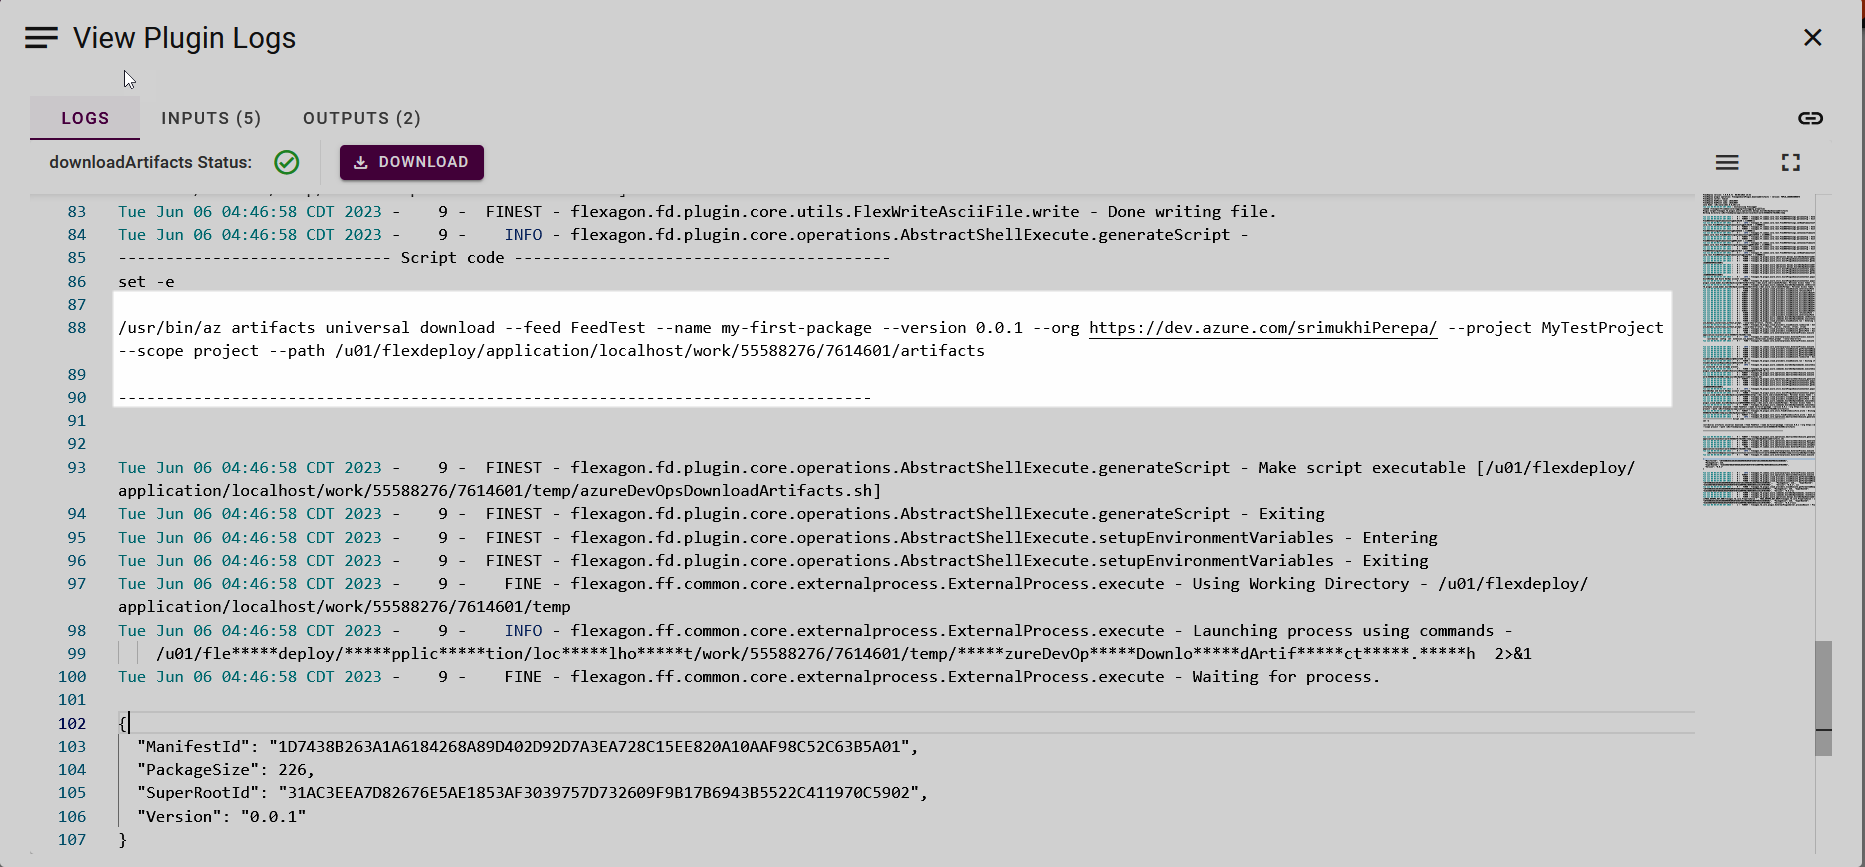 View Plugin Logs
LOGS INPUTS (5) OUTPUTS (2)
downloadArtifacts Status: DOWNLOAD
83 Tue Jun 06 04:46:58 CDT 2023 - 9 - FINEST - flexagon.fd.plugin.core.utils.FlexWriteAsciiFile.write - Done writing file.
84 Tue Jun 06 04:46:58 CDT 2023 - 9 - INFO - flexagon.fd.plugin.core.operations.AbstractShellExecute.generateScript -
85 ----------------------------- Script code ----------------------------------------
86 set -e
87
88 /usr/bin/az artifacts universal download --feed FeedTest --name my-first-package --version 0.0.1 --org https://dev.azure.com/srimukhiPerepa/ --project MyTestProject
--scope project --path /u01/flexdeploy/application/localhost/work/55588276/7614601/artifacts
89
90 --------------------------------------------------------------------------------
91
92
93 Tue Jun 06 04:46:58 CDT 2023 - 9 - FINEST - flexagon.fd.plugin.core.operations.AbstractShellExecute.generateScript - Make script executable [/u01/flexdeploy/
application/localhost/work/55588276/7614601/temp/azureDevOpsDownloadArtifacts.sh]
94 Tue Jun 06 04:46:58 CDT 2023 - 9 - FINEST - flexagon.fd.plugin.core.operations.AbstractShellExecute.generateScript - Exiting
95 Tue Jun 06 04:46:58 CDT 2023 - 9 - FINEST - flexagon.fd.plugin.core.operations.AbstractShellExecute.setupEnvironmentVariables - Entering
96 Tue Jun 06 04:46:58 CDT 2023 - 9 - FINEST - flexagon.fd.plugin.core.operations.AbstractShellExecute.setupEnvironmentVariables - Exiting
97 Tue Jun 06 04:46:58 CDT 2023 - 9 - FINE - flexagon.ff.common.core.externalprocess.ExternalProcess.execute - Using Working Directory - /u01/flexdeploy/
application/localhost/work/55588276/7614601/temp
98 Tue Jun 06 04:46:58 CDT 2023 - 9 - INFO - flexagon.ff.common.core.externalprocess.ExternalProcess.execute - Launching process using commands -
99 /u01/fle*****deploy/*****pplic*****tion/loc*****lho*****t/work/55588276/7614601/temp/*****zureDevOp*****Downlo*****dArtif*****ct*****.*****h 2>&1
100 Tue Jun 06 04:46:58 CDT 2023 - 9 - FINE - flexagon.ff.common.core.externalprocess.ExternalProcess.execute - Waiting for process.
101
102 {
103 "ManifestId": "1D7438B263A1A6184268A89D402D92D7A3EA728C15EE820A10AAF98C52C63B5A01",
104 "PackageSize": 226,
105 "SuperRootId": "31AC3EEA7D82676E5AE1853AF3039757D732609F9B17B6943B5522C411970C5902",
106 "Version": "0.0.1"
107 }